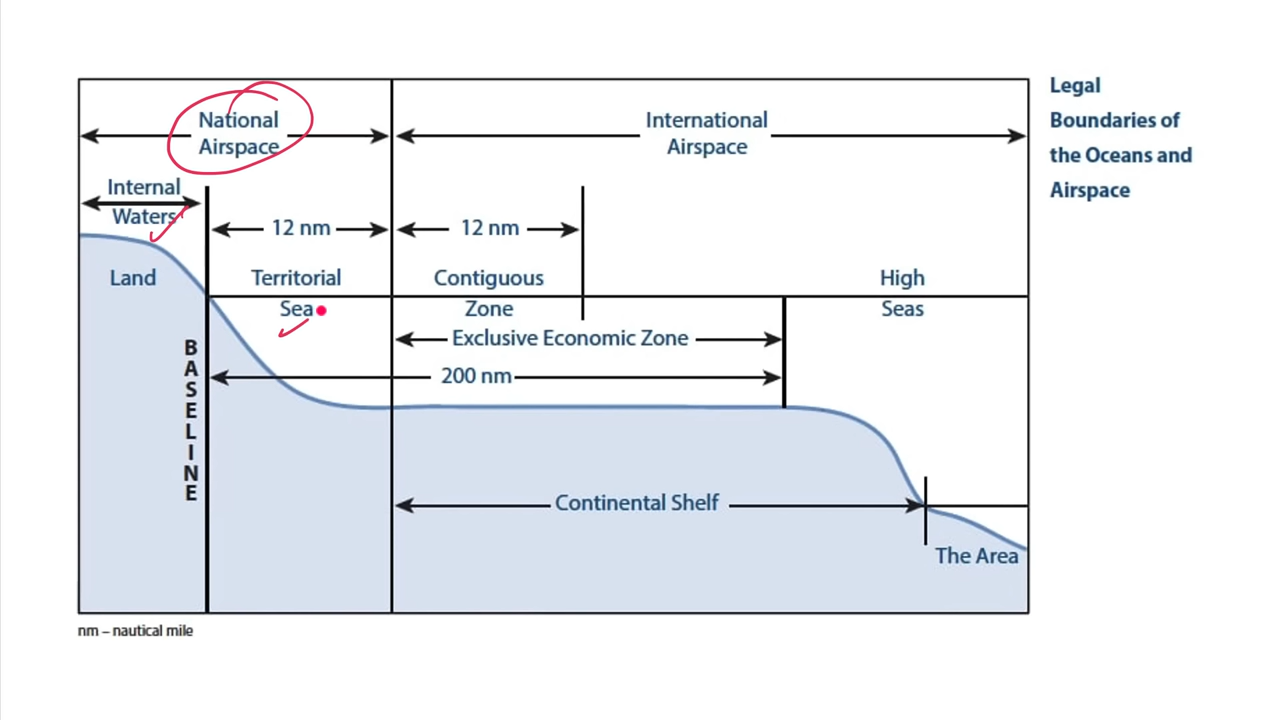 National
Airspace
International
Airspace
Legal
Boundaries of
the Oceans and
Airspace
Internal
Waters
12 nm
12 nm
Land
Territorial
Sea
Contiguous
Zone
High
Seas
Exclusive Economic Zone
200 nm
BASELINE
Continental Shelf
The Area
nm – nautical mile